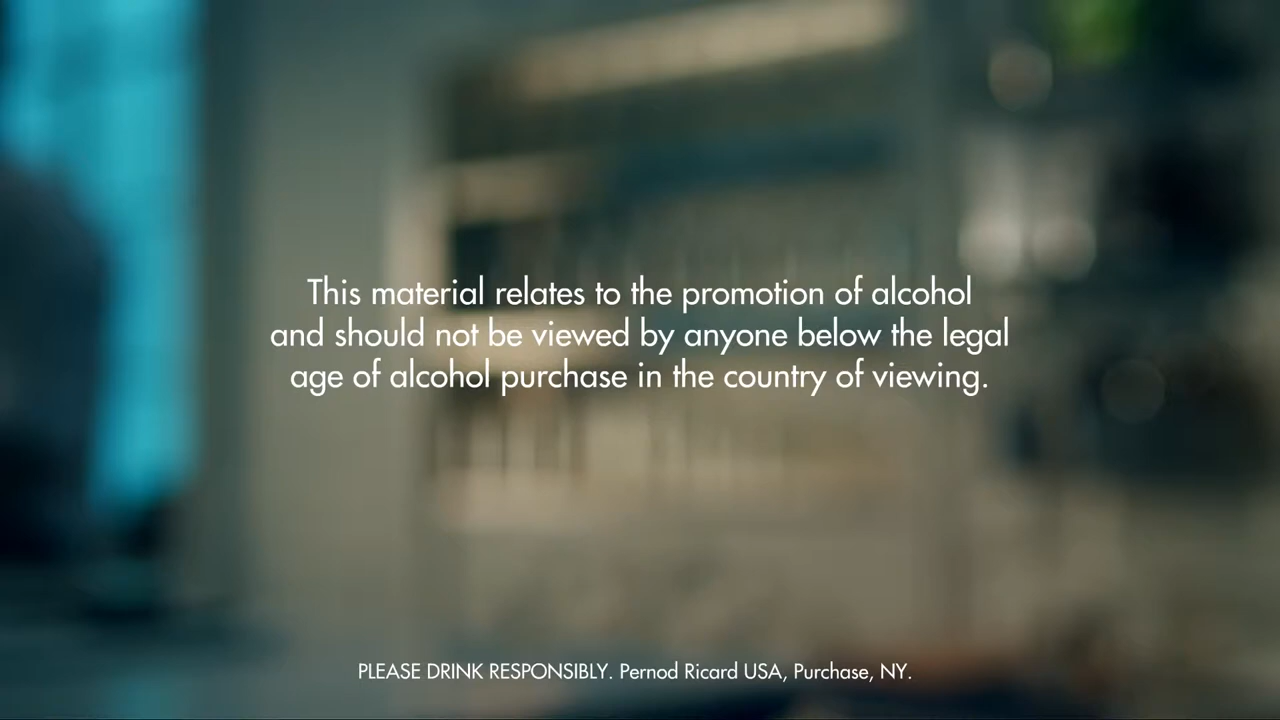 This material relates to the promotion of alcohol
and should not be viewed by anyone below the legal
age of alcohol purchase in the country of viewing.
PLEASE DRINK RESPONSIBLY. Pernod Ricard USA, Purchase, NY.